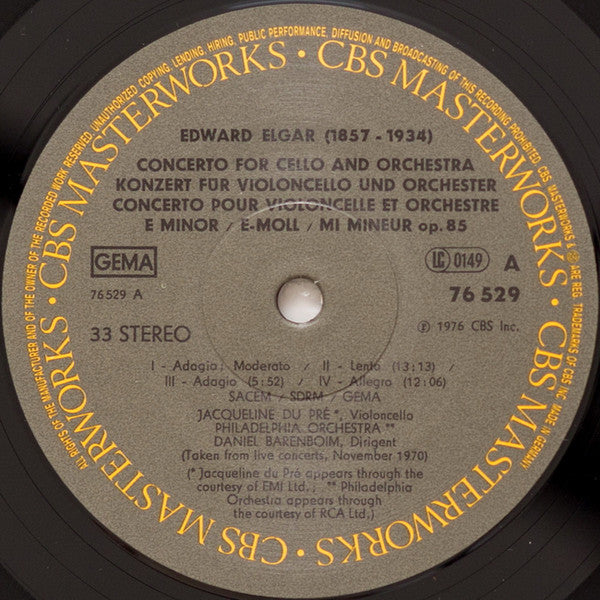 ALL RIGHTS OF THE MANUFACTURER AND OF THE OWNER OF THE RECORDED WORK RESERVED. UNAUTHORIZED COPYING, LENDING, HIRING, PUBLIC PERFORMANCE, DIFFUSION AND BROADCASTING OF THIS RECORDING PROHIBITED. CBS, MASTERWORKS & ARE REG. TRADEMARKS OF CBS INC. MADE IN GERMANY
CBS MASTERWORKS · CBS MASTERWORKS · CBS MASTERWORKS · CBS MASTERWORKS ·
EDWARD ELGAR (1857 - 1934)
CONCERTO FOR CELLO AND ORCHESTRA
KONZERT FÜR VIOLONCELLO UND ORCHESTER
CONCERTO POUR VIOLONCELLE ET ORCHESTRE
E MINOR / E-MOLL / MI MINEUR op. 85
GEMA
LC 0149 A
76 529 A
76 529
33 STEREO
℗ 1976 CBS Inc.
I - Adagio; Moderato / II - Lento (13:13) /
III - Adagio (5:52) / IV - Allegro (12:06)
SACEM / SDRM / GEMA
JACQUELINE DU PRÉ *, Violoncello
PHILADELPHIA ORCHESTRA **
DANIEL BARENBOIM, Dirigent
(Taken from live concerts, November 1970)
(* Jacqueline du Pré appears through the
courtesy of EMI Ltd.; ** Philadelphia
Orchestra appears through
the courtesy of RCA Ltd.)